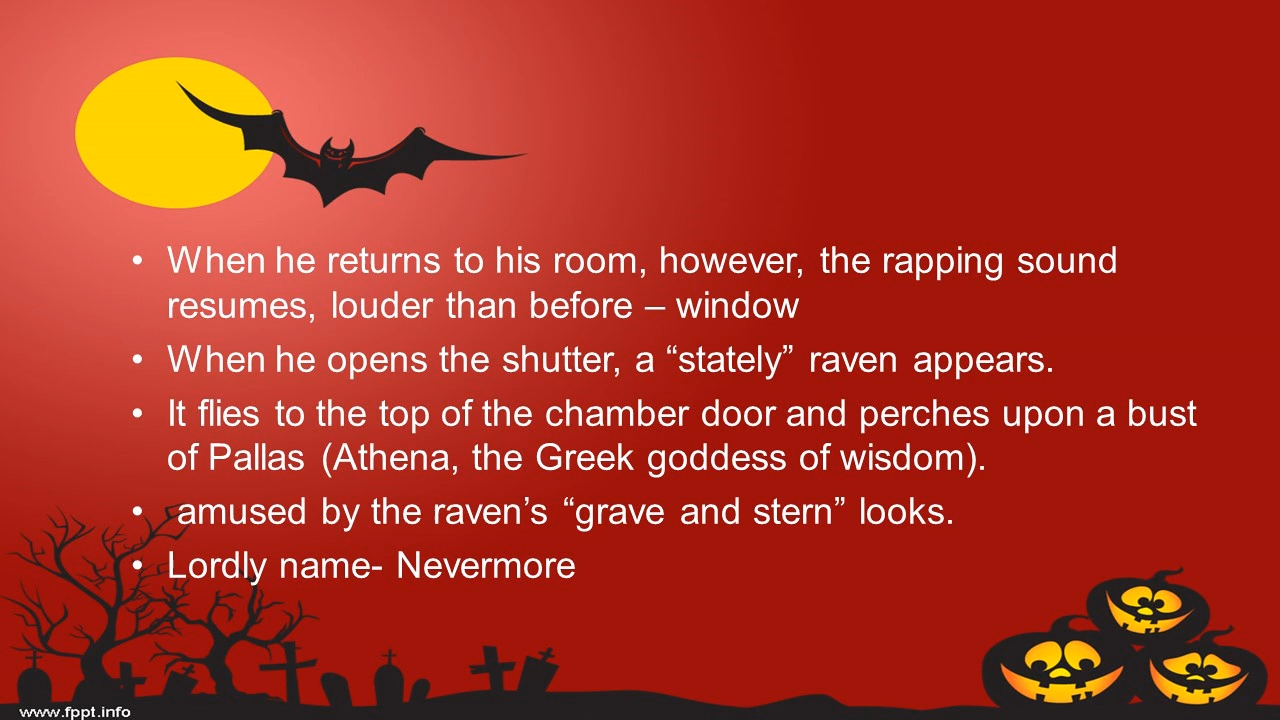 • When he returns to his room, however, the rapping sound
resumes, louder than before – window
• When he opens the shutter, a “stately” raven appears.
• It flies to the top of the chamber door and perches upon a bust
of Pallas (Athena, the Greek goddess of wisdom).
• amused by the raven’s “grave and stern” looks.
• Lordly name- Nevermore
www.fppt.info